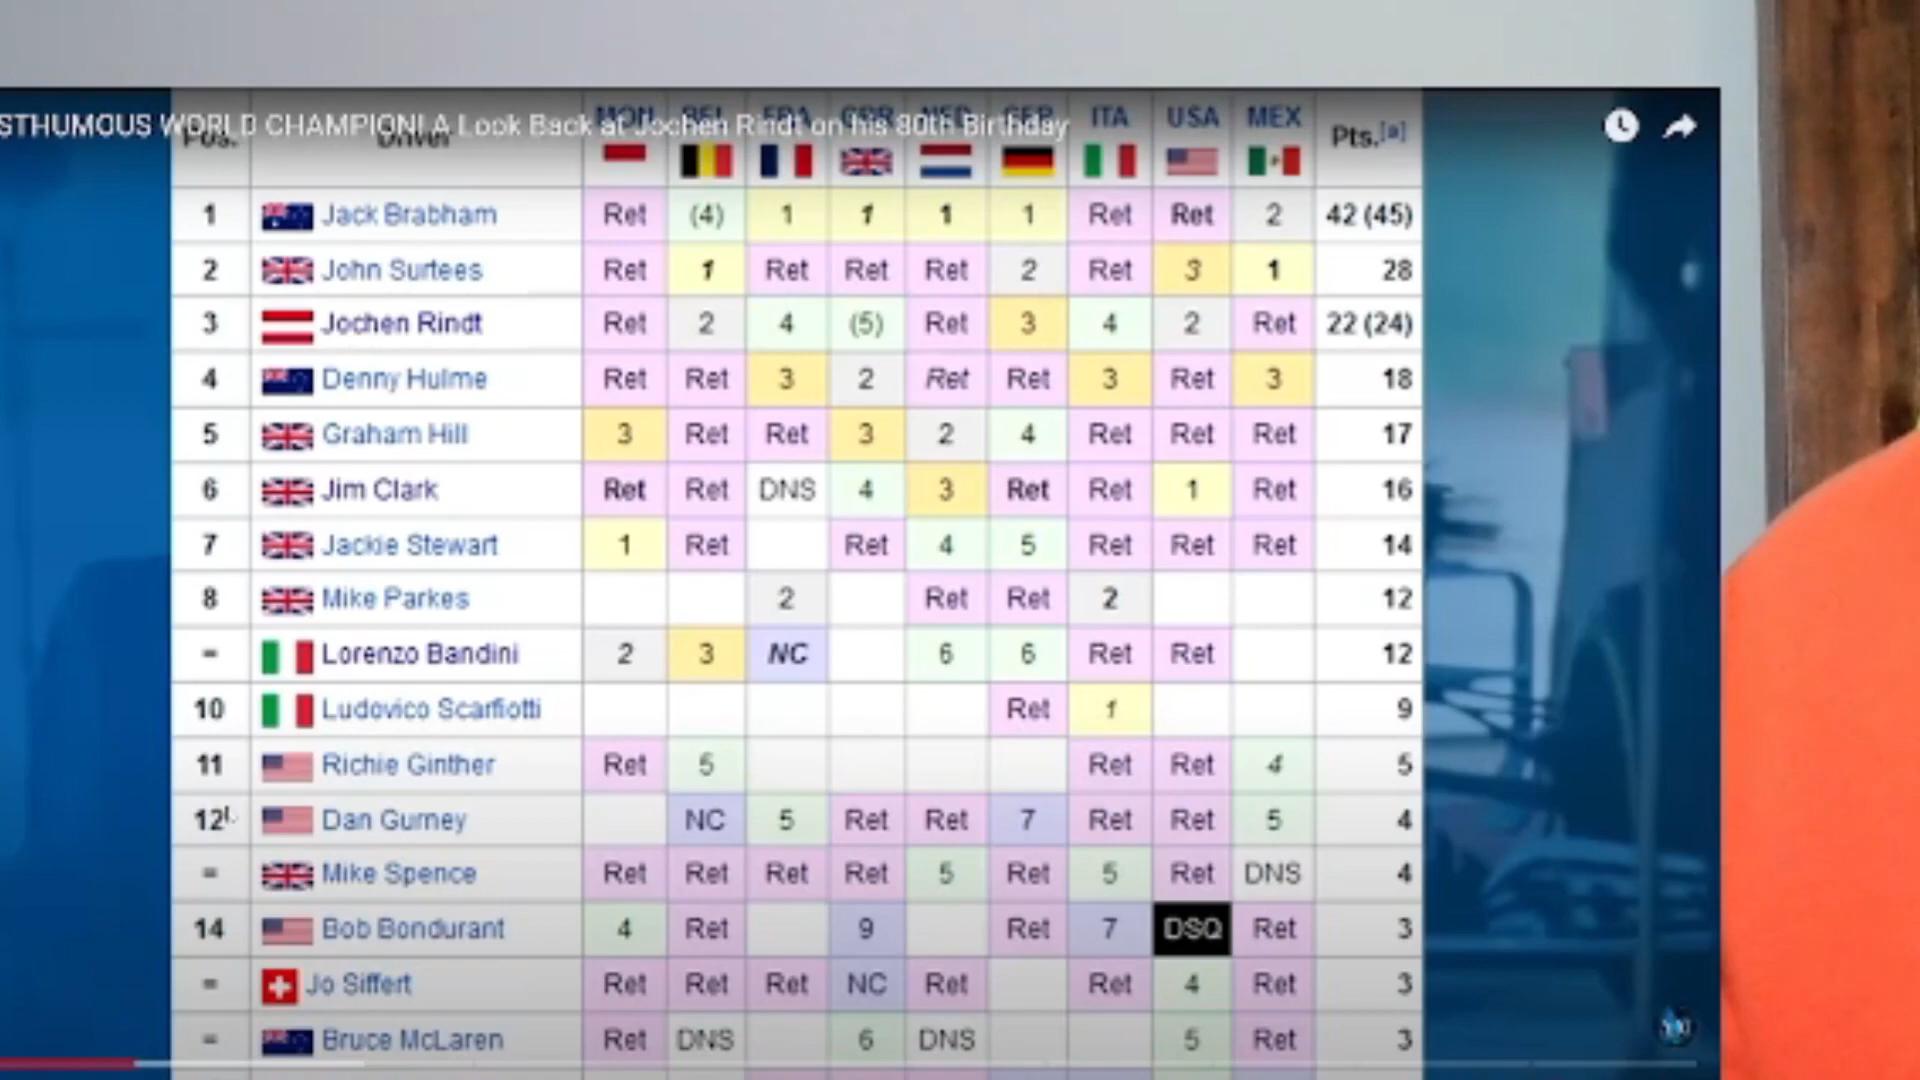 STHUMOUS WORLD CHAMPION! A Look Back at Jochen Rindt on his 80th Birthday
Pos. Driver MON BEL FRA GBR NED GER ITA USA MEX Pts.[a]
1 Jack Brabham Ret (4) 1 1 1 1 Ret Ret 2 42 (45)
2 John Surtees Ret 1 Ret Ret Ret 2 Ret 3 1 28
3 Jochen Rindt Ret 2 4 (5) Ret 3 4 2 Ret 22 (24)
4 Denny Hulme Ret Ret 3 2 Ret Ret 3 Ret 3 18
5 Graham Hill 3 Ret Ret 3 2 4 Ret Ret Ret 17
6 Jim Clark Ret Ret DNS 4 3 Ret Ret 1 Ret 16
7 Jackie Stewart 1 Ret Ret 4 5 Ret Ret Ret 14
8 Mike Parkes 2 Ret Ret 2 12
= Lorenzo Bandini 2 3 NC 6 6 Ret Ret 12
10 Ludovico Scarfiotti Ret 1 9
11 Richie Ginther Ret 5 Ret Ret 4 5
12 Dan Gurney NC 5 Ret Ret 7 Ret Ret 5 4
= Mike Spence Ret Ret Ret Ret 5 Ret 5 Ret DNS 4
14 Bob Bondurant 4 Ret 9 Ret 7 DSQ Ret 3
= Jo Siffert Ret Ret Ret NC Ret Ret 4 Ret 3
= Bruce McLaren Ret DNS 6 DNS 5 Ret 3